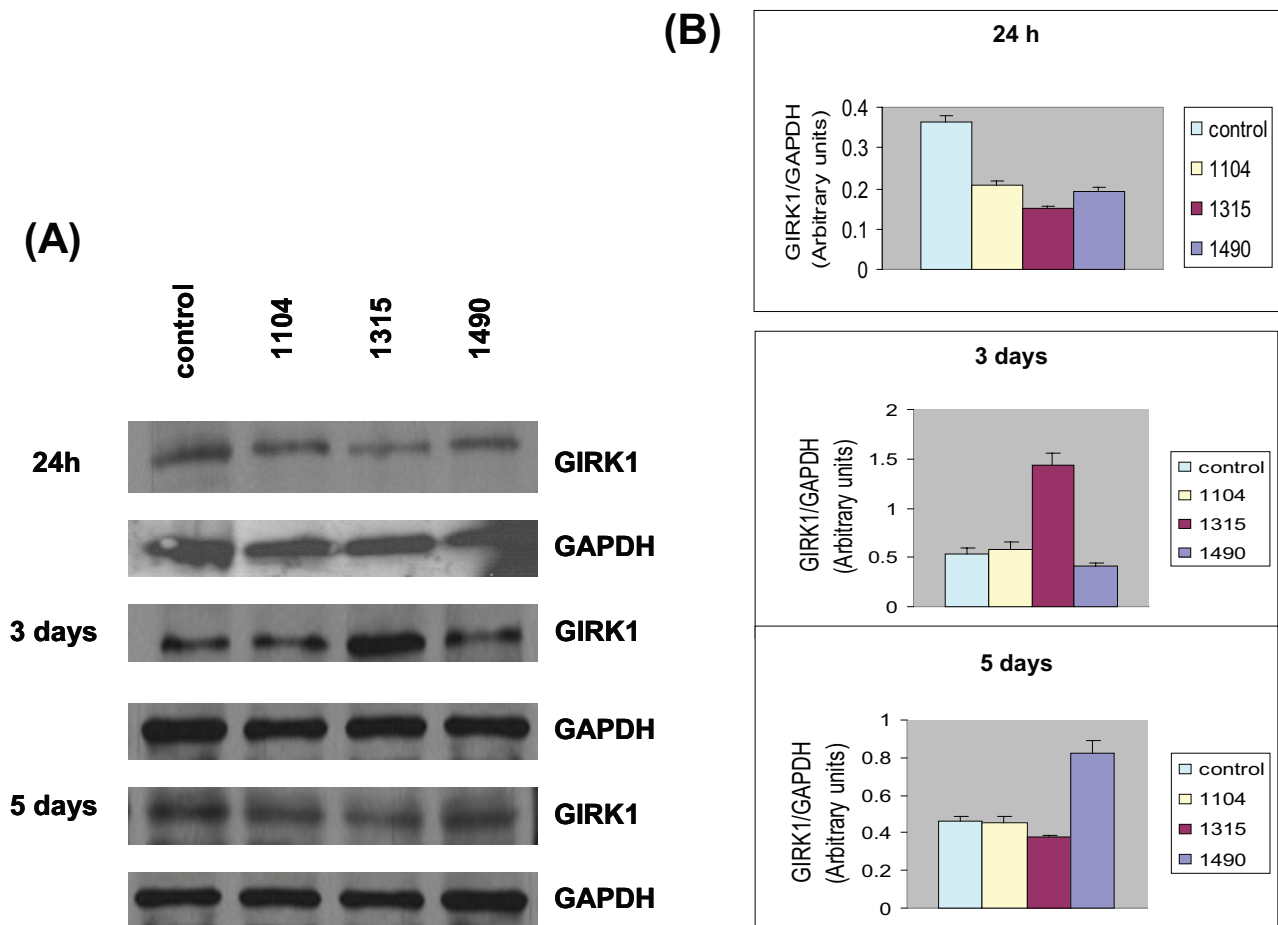 (A)
control
1104
1315
1490
24h
GIRK1
GAPDH
3 days
GIRK1
GAPDH
5 days
GIRK1
GAPDH
(B)
24 h
GIRK1/GAPDH
(Arbitrary units)
0.4
0.3
0.2
0.1
0
control
1104
1315
1490
3 days
GIRK1/GAPDH
(Arbitrary units)
2
1.5
1
0.5
0
control
1104
1315
1490
5 days
GIRK1/GAPDH
(Arbitrary units)
1
0.8
0.6
0.4
0.2
0
control
1104
1315
1490